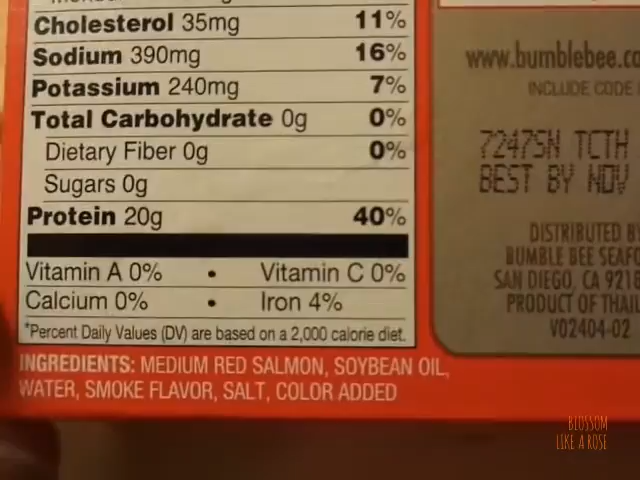 Cholesterol 35mg 11%
Sodium 390mg 16%
Potassium 240mg 7%
Total Carbohydrate 0g 0%
Dietary Fiber 0g 0%
Sugars 0g
Protein 20g 40%
Vitamin A 0% • Vitamin C 0%
Calcium 0% • Iron 4%
*Percent Daily Values (DV) are based on a 2,000 calorie diet.
INGREDIENTS: MEDIUM RED SALMON, SOYBEAN OIL,
WATER, SMOKE FLAVOR, SALT, COLOR ADDED
www.bumblebee.co
INCLUDE CODE
7247SN TCTH
BEST BY NOV
DISTRIBUTED BY
BUMBLE BEE SEAFO
SAN DIEGO, CA 9218
PRODUCT OF THAIL
V02404-02
BLOSSOM
LIKE A ROSE